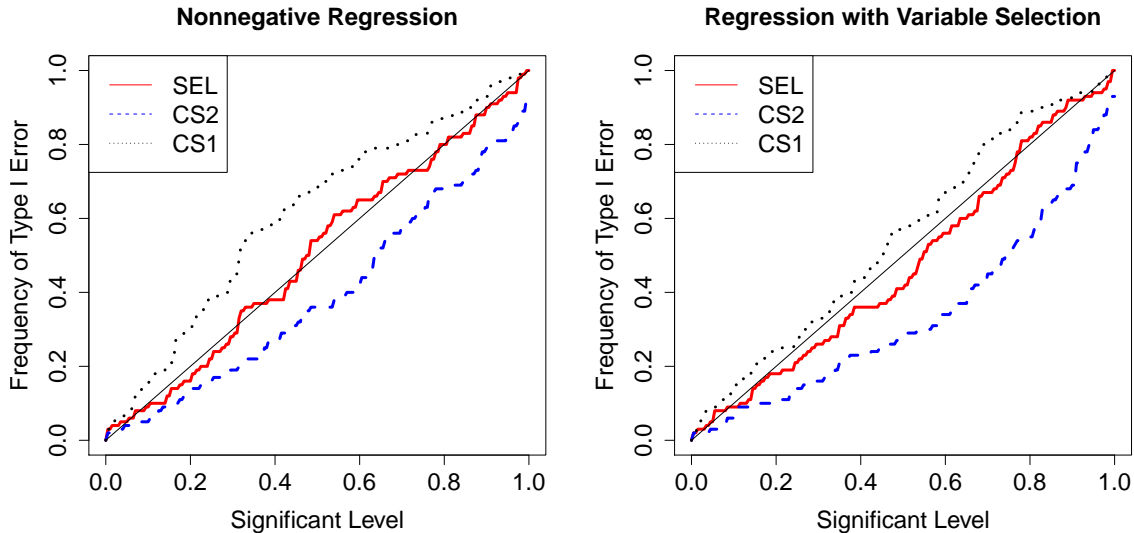 Nonnegative Regression
SEL
CS2
CS1
Frequency of Type I Error
0.0 0.2 0.4 0.6 0.8 1.0
0.0 0.2 0.4 0.6 0.8 1.0
Significant Level
Regression with Variable Selection
SEL
CS2
CS1
Frequency of Type I Error
0.0 0.2 0.4 0.6 0.8 1.0
0.0 0.2 0.4 0.6 0.8 1.0
Significant Level